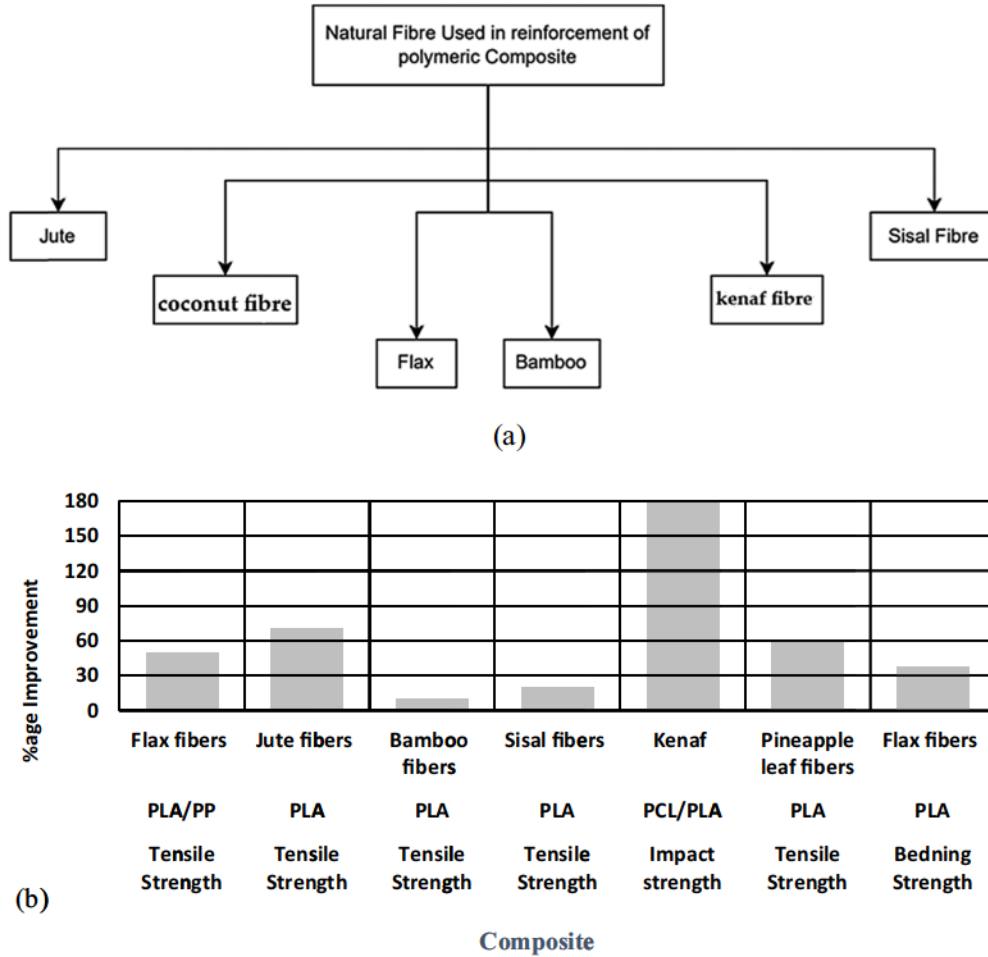 Natural Fibre Used in reinforcement of
polymeric Composite
Jute
Sisal Fibre
coconut fibre
kenaf fibre
Flax
Bamboo
(a)
%age Improvement
180
150
120
90
60
30
0
Flax fibers
Jute fibers
Bamboo
fibers
Sisal fibers
Kenaf
Pineapple
leaf fibers
Flax fibers
PLA/PP
PLA
PLA
PLA
PCL/PLA
PLA
PLA
Tensile
Strength
Tensile
Strength
Tensile
Strength
Tensile
Strength
Impact
strength
Tensile
Strength
Bedning
Strength
(b)
Composite